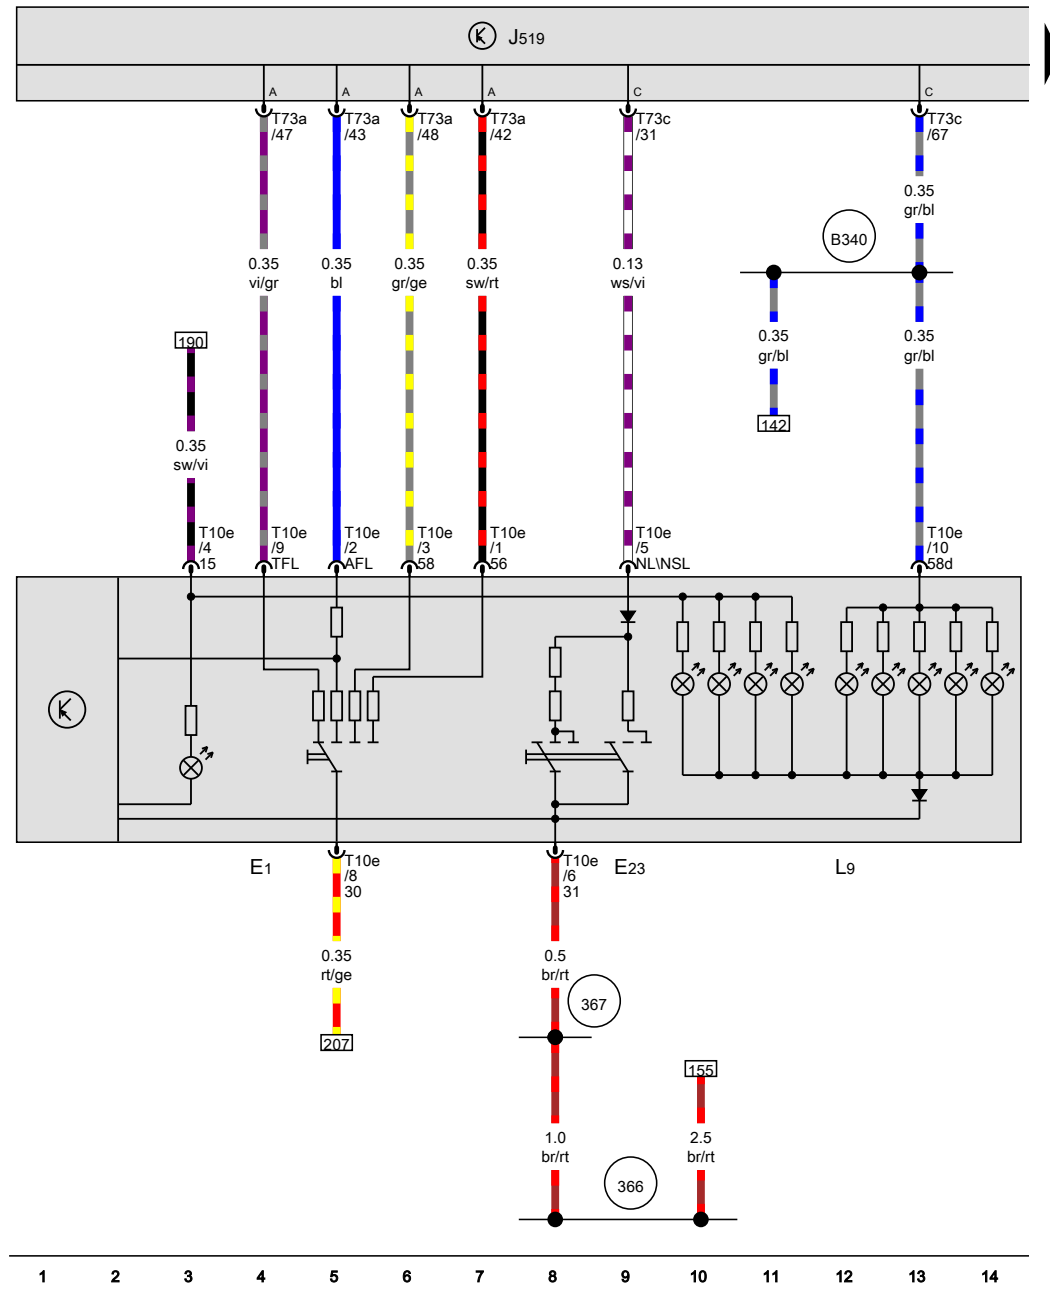 J519
A A A A C C
T73a /47
T73a /43
T73a /48
T73a /42
T73c /31
T73c /67
0.35 gr/bl
B340
0.35 vi/gr
0.35 bl
0.35 gr/ge
0.35 sw/rt
0.13 ws/vi
190
0.35 gr/bl
0.35 gr/bl
142
0.35 sw/vi
T10e /4 15
T10e /9 TFL
T10e /2 AFL
T10e /3 58
T10e /1 56
T10e /5 NL\NSL
T10e /10 58d
E1
T10e /8 30
T10e /6 31
E23
L9
0.35 rt/ge
0.5 br/rt
367
207
155
1.0 br/rt
2.5 br/rt
366
1 2 3 4 5 6 7 8 9 10 11 12 13 14